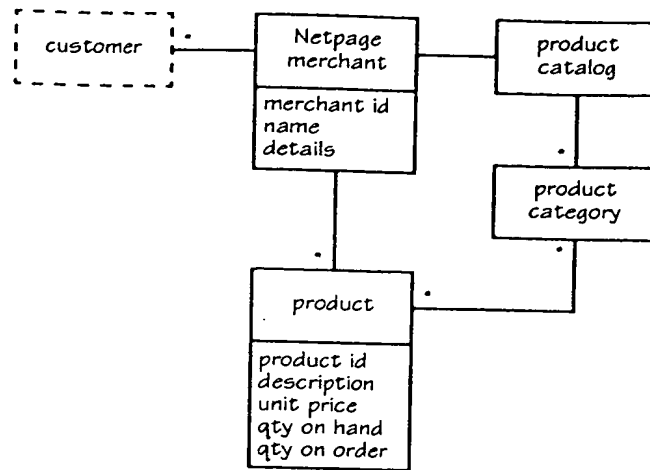 customer
Netpage
merchant
merchant id
name
details
product
catalog
product
category
product
product id
description
unit price
qty on hand
qty on order